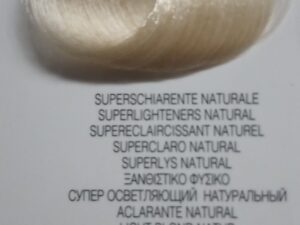 SUPERSCHIARENTE NATURALE
SUPERLIGHTENERS NATURAL
SUPERECLAIRCISSANT NATUREL
SUPERCLARO NATURAL
SUPERLYS NATURAL
ΞΑΝΘΙΣΤΙΚΟ ΦΥΣΙΚΟ
СУПЕР ОСВЕТЛЯЮЩИЙ НАТУРАЛЬНЫЙ
ACLARANTE NATURAL